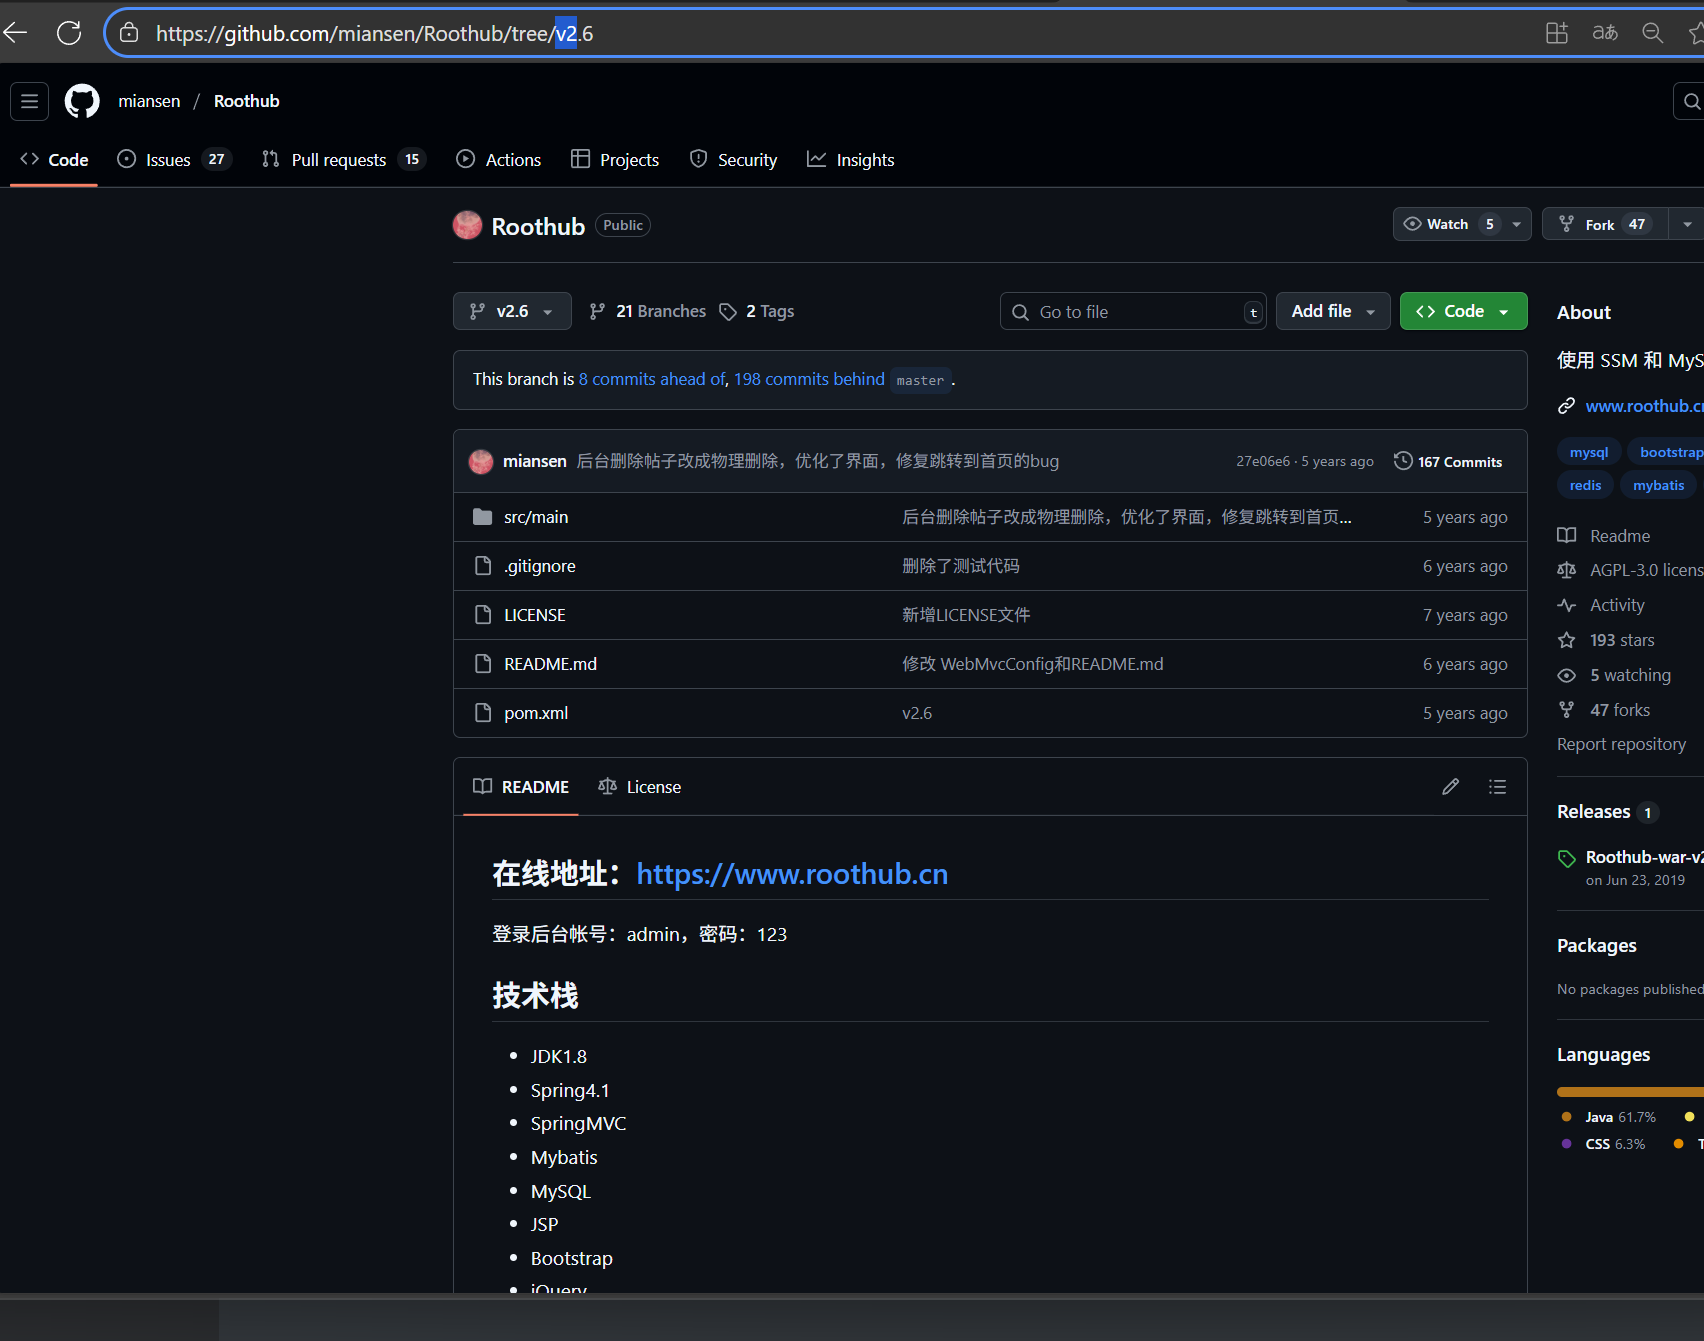 https://github.com/miansen/Roothub/tree/v2.6
miansen / Roothub
Code Issues 27 Pull requests 15 Actions Projects Security Insights
Roothub Public
Watch 5 Fork 47
v2.6 21 Branches 2 Tags Go to file t Add file Code
This branch is 8 commits ahead of, 198 commits behind master .
miansen 后台删除帖子改成物理删除，优化了界面，修复跳转到首页的bug 27e06e6 · 5 years ago 167 Commits
src/main 后台删除帖子改成物理删除，优化了界面，修复跳转到首页... 5 years ago
.gitignore 删除了测试代码 6 years ago
LICENSE 新增LICENSE文件 7 years ago
README.md 修改 WebMvcConfig和README.md 6 years ago
pom.xml v2.6 5 years ago
README License
在线地址：https://www.roothub.cn
登录后台帐号：admin，密码：123
技术栈
JDK1.8
Spring4.1
SpringMVC
Mybatis
MySQL
JSP
Bootstrap
jQuery
About
使用 SSM 和 MyS
www.roothub.c
mysql bootstrap
redis mybatis
Readme
AGPL-3.0 licens
Activity
193 stars
5 watching
47 forks
Report repository
Releases 1
Roothub-war-v2
on Jun 23, 2019
Packages
No packages published
Languages
Java 61.7%
CSS 6.3% T